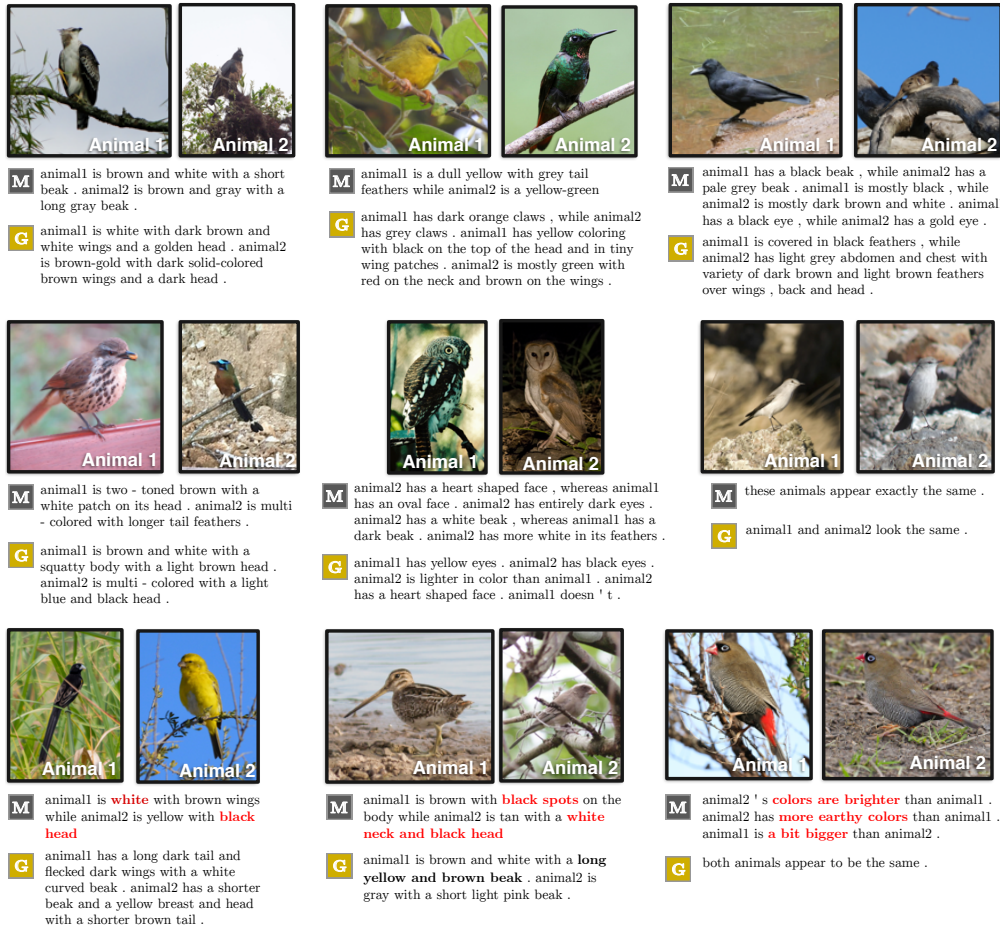 Animal 1
Animal 2
M
animal1 is brown and white with a short
beak . animal2 is brown and gray with a
long gray beak .
G
animal1 is white with dark brown and
white wings and a golden head . animal2
is brown-gold with dark solid-colored
brown wings and a dark head .
Animal 1
Animal 2
M
animal1 is a dull yellow with grey tail
feathers while animal2 is a yellow-green
G
animal1 has dark orange claws , while animal2
has grey claws . animal1 has yellow coloring
with black on the top of the head and in tiny
wing patches . animal2 is mostly green with
red on the neck and brown on the wings .
Animal 1
Animal 2
M
animal1 has a black beak , while animal2 has a
pale grey beak . animal1 is mostly black , while
animal2 is mostly dark brown and white . animal
has a black eye , while animal2 has a gold eye .
G
animal1 is covered in black feathers , while
animal2 has light grey abdomen and chest with
variety of dark brown and light brown feathers
over wings , back and head .
Animal 1
Animal 2
M
animal1 is two - toned brown with a
white patch on its head . animal2 is multi
- colored with longer tail feathers .
G
animal1 is brown and white with a
squatty body with a light brown head .
animal2 is multi - colored with a light
blue and black head .
Animal 1
Animal 2
M
animal2 has a heart shaped face , whereas animal1
has an oval face . animal2 has entirely dark eyes .
animal2 has a white beak , whereas animal1 has a
dark beak . animal2 has more white in its feathers .
G
animal1 has yellow eyes . animal2 has black eyes .
animal2 is lighter in color than animal1 . animal2
has a heart shaped face . animal1 doesn ' t .
Animal 1
Animal 2
M
these animals appear exactly the same .
G
animal1 and animal2 look the same .
Animal 1
Animal 2
M
animal1 is white with brown wings
while animal2 is yellow with black
head
G
animal1 has a long dark tail and
flecked dark wings with a white
curved beak . animal2 has a shorter
beak and a yellow breast and head
with a shorter brown tail .
Animal 1
Animal 2
M
animal1 is brown with black spots on the
body while animal2 is tan with a white
neck and black head
G
animal1 is brown and white with a long
yellow and brown beak . animal2 is
gray with a short light pink beak .
Animal 1
Animal 2
M
animal2 ' s colors are brighter than animal1 .
animal2 has more earthy colors than animal1 .
animal1 is a bit bigger than animal2 .
G
both animals appear to be the same .